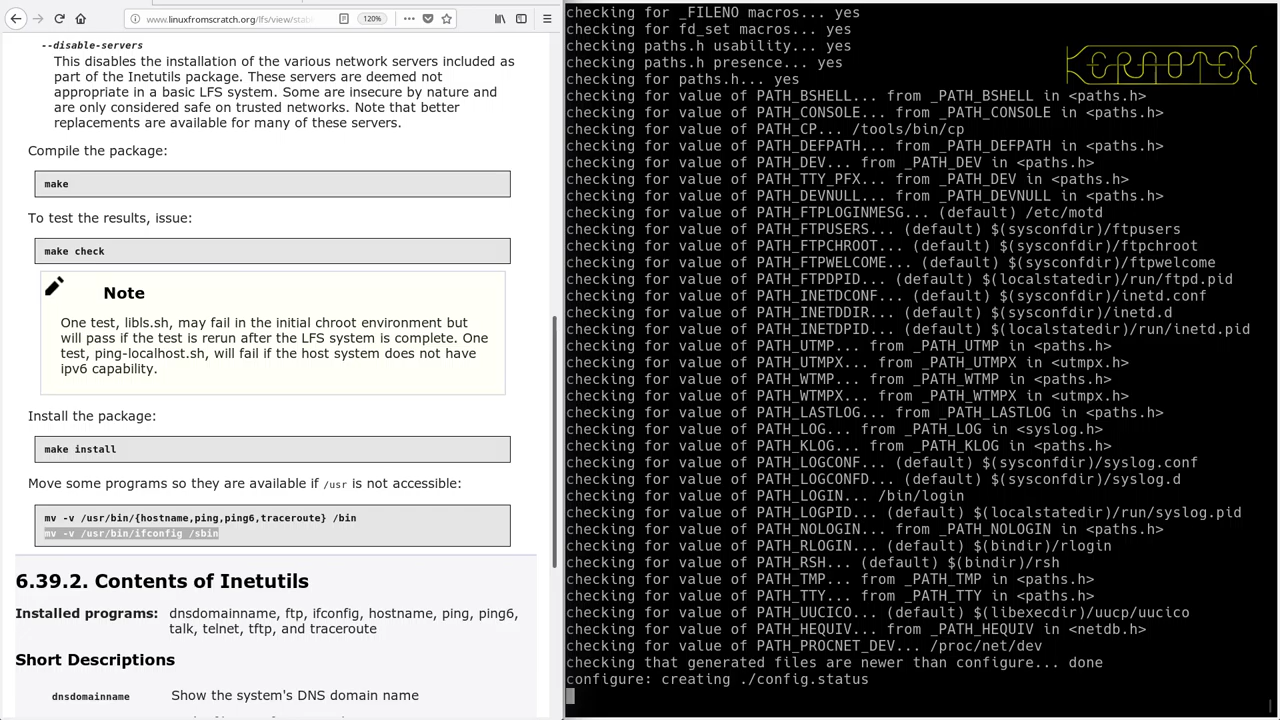 www.linuxfromscratch.org/lfs/view/stab
120%
--disable-servers
This disables the installation of the various network servers included as
part of the Inetutils package. These servers are deemed not
appropriate in a basic LFS system. Some are insecure by nature and
are only considered safe on trusted networks. Note that better
replacements are available for many of these servers.
Compile the package:
make
To test the results, issue:
make check
Note
One test, libls.sh, may fail in the initial chroot environment but
will pass if the test is rerun after the LFS system is complete. One
test, ping-localhost.sh, will fail if the host system does not have
ipv6 capability.
Install the package:
make install
Move some programs so they are available if /usr is not accessible:
mv -v /usr/bin/{hostname,ping,ping6,traceroute} /bin
mv -v /usr/bin/ifconfig /sbin
6.39.2. Contents of Inetutils
Installed programs: dnsdomainname, ftp, ifconfig, hostname, ping, ping6,
talk, telnet, tftp, and traceroute
Short Descriptions
dnsdomainname Show the system's DNS domain name
checking for _FILENO macros... yes
checking for fd_set macros... yes
checking paths.h usability... yes
checking paths.h presence... yes
checking for paths.h... yes
checking for value of PATH_BSHELL... from _PATH_BSHELL in <paths.h>
checking for value of PATH_CONSOLE... from _PATH_CONSOLE in <paths.h>
checking for value of PATH_CP... /tools/bin/cp
checking for value of PATH_DEFPATH... from _PATH_DEFPATH in <paths.h>
checking for value of PATH_DEV... from _PATH_DEV in <paths.h>
checking for value of PATH_TTY_PFX... from _PATH_DEV in <paths.h>
checking for value of PATH_DEVNULL... from _PATH_DEVNULL in <paths.h>
checking for value of PATH_FTPLOGINMESG... (default) /etc/motd
checking for value of PATH_FTPUSERS... (default) $(sysconfdir)/ftpusers
checking for value of PATH_FTPCHROOT... (default) $(sysconfdir)/ftpchroot
checking for value of PATH_FTPWELCOME... (default) $(sysconfdir)/ftpwelcome
checking for value of PATH_FTPDPID... (default) $(localstatedir)/run/ftpd.pid
checking for value of PATH_INETDCONF... (default) $(sysconfdir)/inetd.conf
checking for value of PATH_INETDDIR... (default) $(sysconfdir)/inetd.d
checking for value of PATH_INETDPID... (default) $(localstatedir)/run/inetd.pid
checking for value of PATH_UTMP... from _PATH_UTMP in <paths.h>
checking for value of PATH_UTMPX... from _PATH_UTMPX in <utmpx.h>
checking for value of PATH_WTMP... from _PATH_WTMP in <paths.h>
checking for value of PATH_WTMPX... from _PATH_WTMPX in <utmpx.h>
checking for value of PATH_LASTLOG... from _PATH_LASTLOG in <paths.h>
checking for value of PATH_LOG... from _PATH_LOG in <syslog.h>
checking for value of PATH_KLOG... from _PATH_KLOG in <paths.h>
checking for value of PATH_LOGCONF... (default) $(sysconfdir)/syslog.conf
checking for value of PATH_LOGCONFD... (default) $(sysconfdir)/syslog.d
checking for value of PATH_LOGIN... /bin/login
checking for value of PATH_LOGPID... (default) $(localstatedir)/run/syslog.pid
checking for value of PATH_NOLOGIN... from _PATH_NOLOGIN in <paths.h>
checking for value of PATH_RLOGIN... (default) $(bindir)/rlogin
checking for value of PATH_RSH... (default) $(bindir)/rsh
checking for value of PATH_TMP... from _PATH_TMP in <paths.h>
checking for value of PATH_TTY... from _PATH_TTY in <paths.h>
checking for value of PATH_UUCICO... (default) $(libexecdir)/uucp/uucico
checking for value of PATH_HEQUIV... from _PATH_HEQUIV in <netdb.h>
checking for value of PATH_PROCNET_DEV... /proc/net/dev
checking that generated files are newer than configure... done
configure: creating ./config.status